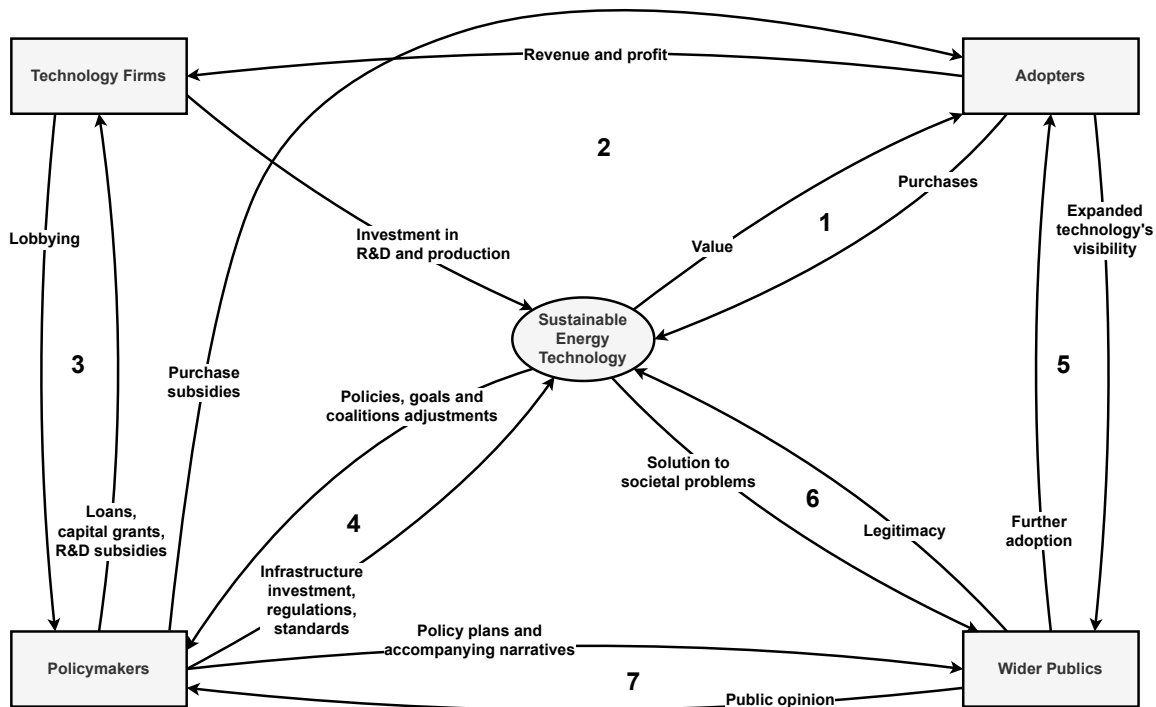 Revenue and profit
Technology Firms
Adopters
2
Purchases
Lobbying
Expanded
technology's
visibility
1
Investment in
R&D and production
Value
Sustainable
Energy
Technology
3
Purchase
subsidies
5
Policies, goals and
coalitions adjustments
Solution to
societal problems
6
Loans,
capital grants,
R&D subsidies
4
Legitimacy
Further
adoption
Infrastructure
investment,
regulations,
standards
Policy plans and
accompanying narratives
Policymakers
Wider Publics
7
Public opinion